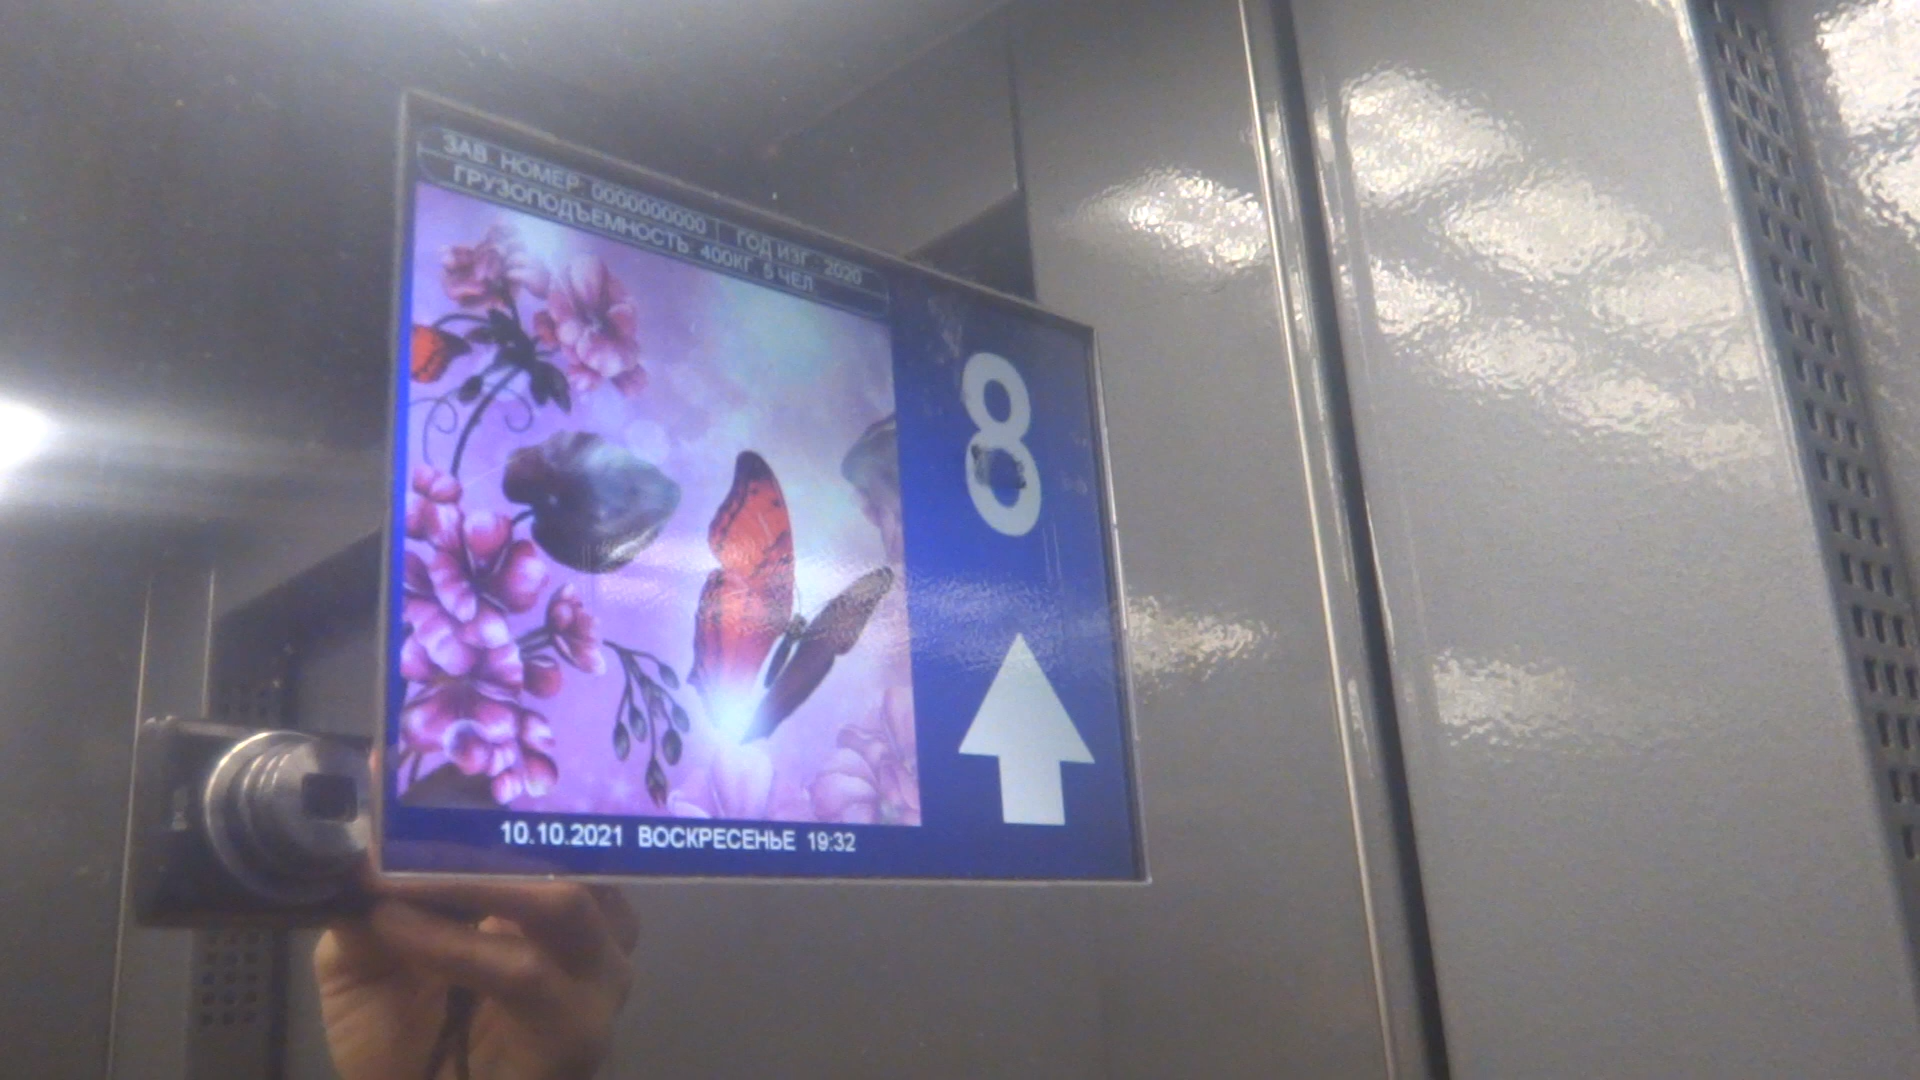 ЗАВ. НОМЕР: 0000000000 | ГОД ИЗГ.: 2020
ГРУЗОПОДЪЕМНОСТЬ: 400КГ, 5 ЧЕЛ.
8
10.10.2021 ВОСКРЕСЕНЬЕ 19:32